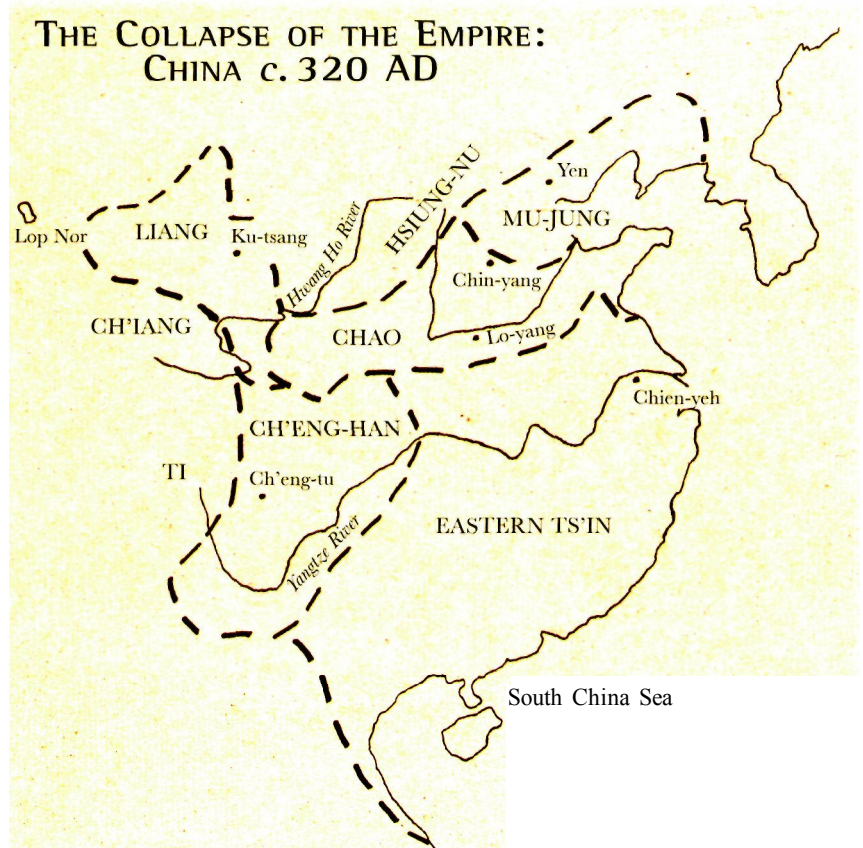 THE COLLAPSE OF THE EMPIRE:
CHINA c. 320 AD
Yen
HSIUNG-NU
MU-JUNG
Hwang Ho River
Lop Nor
LIANG
Ku-tsang
Chin-yang
CH'IANG
CHAO
Lo-yang
Chien-yeh
CH'ENG-HAN
TI
Ch'eng-tu
EASTERN TS'IN
Yangtze River
South China Sea